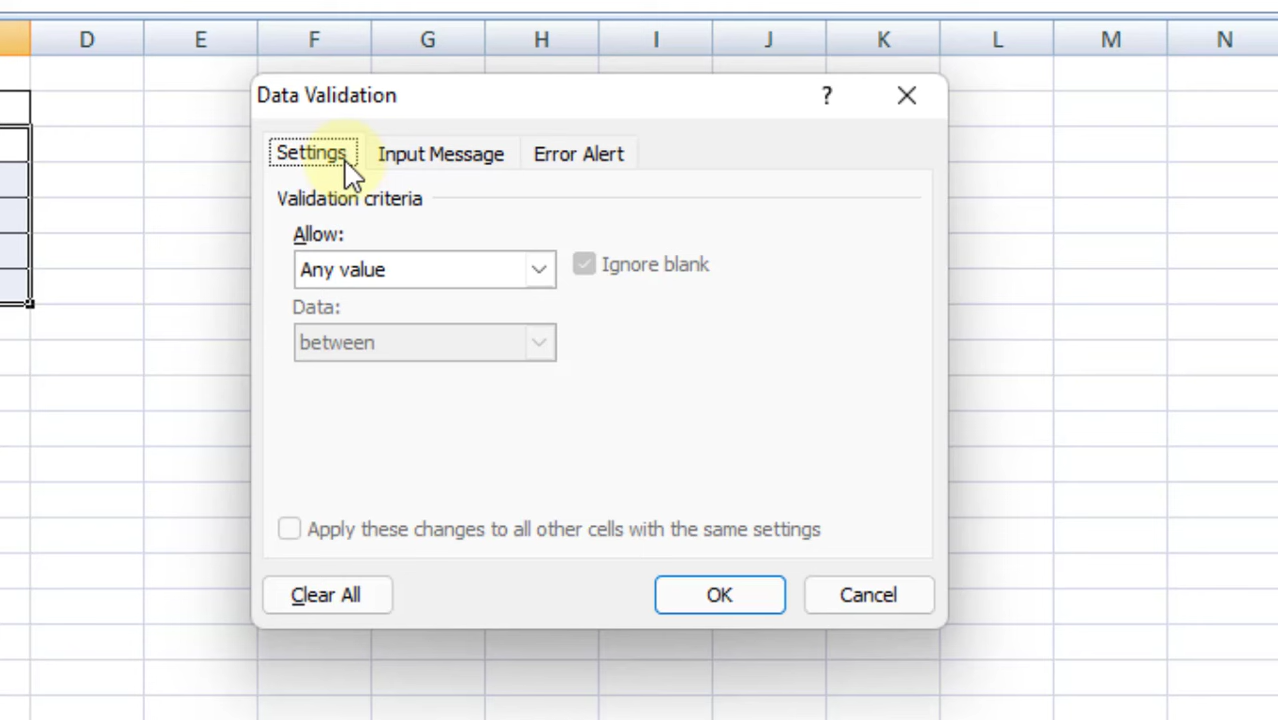 D E F G H I J K L M N
Data Validation ?
Settings Input Message Error Alert
Validation criteria
Allow:
Any value Ignore blank
Data:
between
Apply these changes to all other cells with the same settings
Clear All OK Cancel